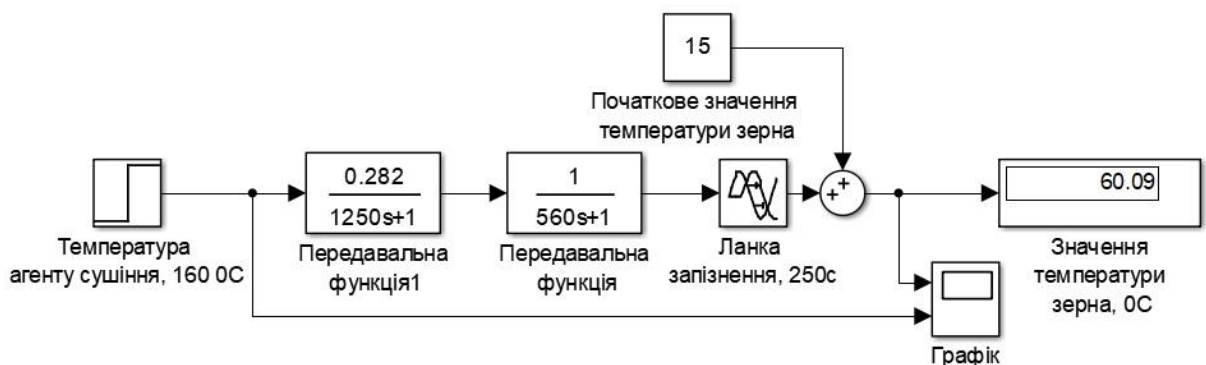 15
Початкове значення
температури зерна
0.282
1250s+1
1
560s+1
60.09
Температура
агенту сушіння, 160 0С
Передавальна
функція1
Передавальна
функція
Ланка
запізнення, 250с
Значення
температури
зерна, 0С
Графік